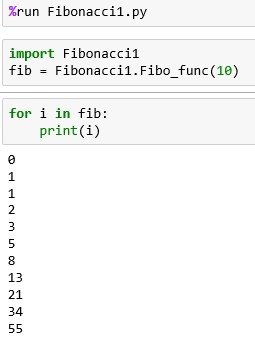 %run Fibonacci1.py
import Fibonacci1
fib = Fibonacci1.Fibo_func(10)
for i in fib:
    print(i)
0
1
1
2
3
5
8
13
21
34
55